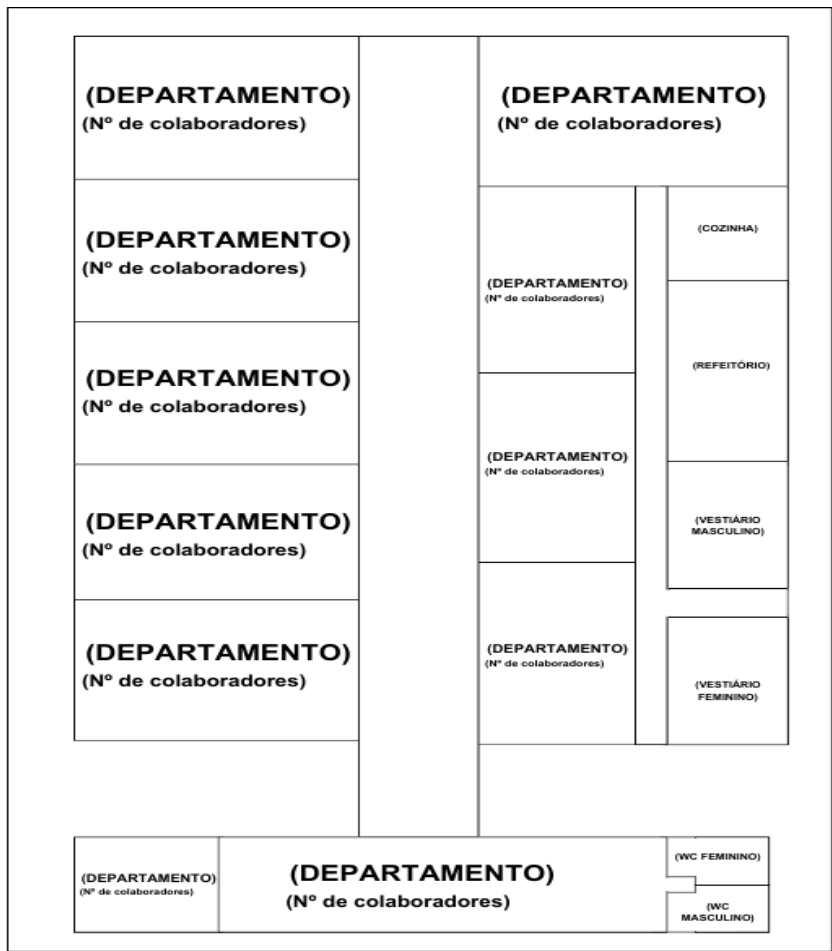 (DEPARTAMENTO)
(Nº de colaboradores)
(DEPARTAMENTO)
(Nº de colaboradores)
(DEPARTAMENTO)
(Nº de colaboradores)
(DEPARTAMENTO)
(Nº de colaboradores)
(DEPARTAMENTO)
(Nº de colaboradores)
(DEPARTAMENTO)
(Nº de colaboradores)
(DEPARTAMENTO)
(Nº de colaboradores)
(DEPARTAMENTO)
(Nº de colaboradores)
(DEPARTAMENTO)
(Nº de colaboradores)
(COZINHA)
(REFEITÓRIO)
(VESTIÁRIO
MASCULINO)
(VESTIÁRIO
FEMININO)
(DEPARTAMENTO)
(Nº de colaboradores)
(DEPARTAMENTO)
(Nº de colaboradores)
(WC FEMININO)
(WC
MASCULINO)